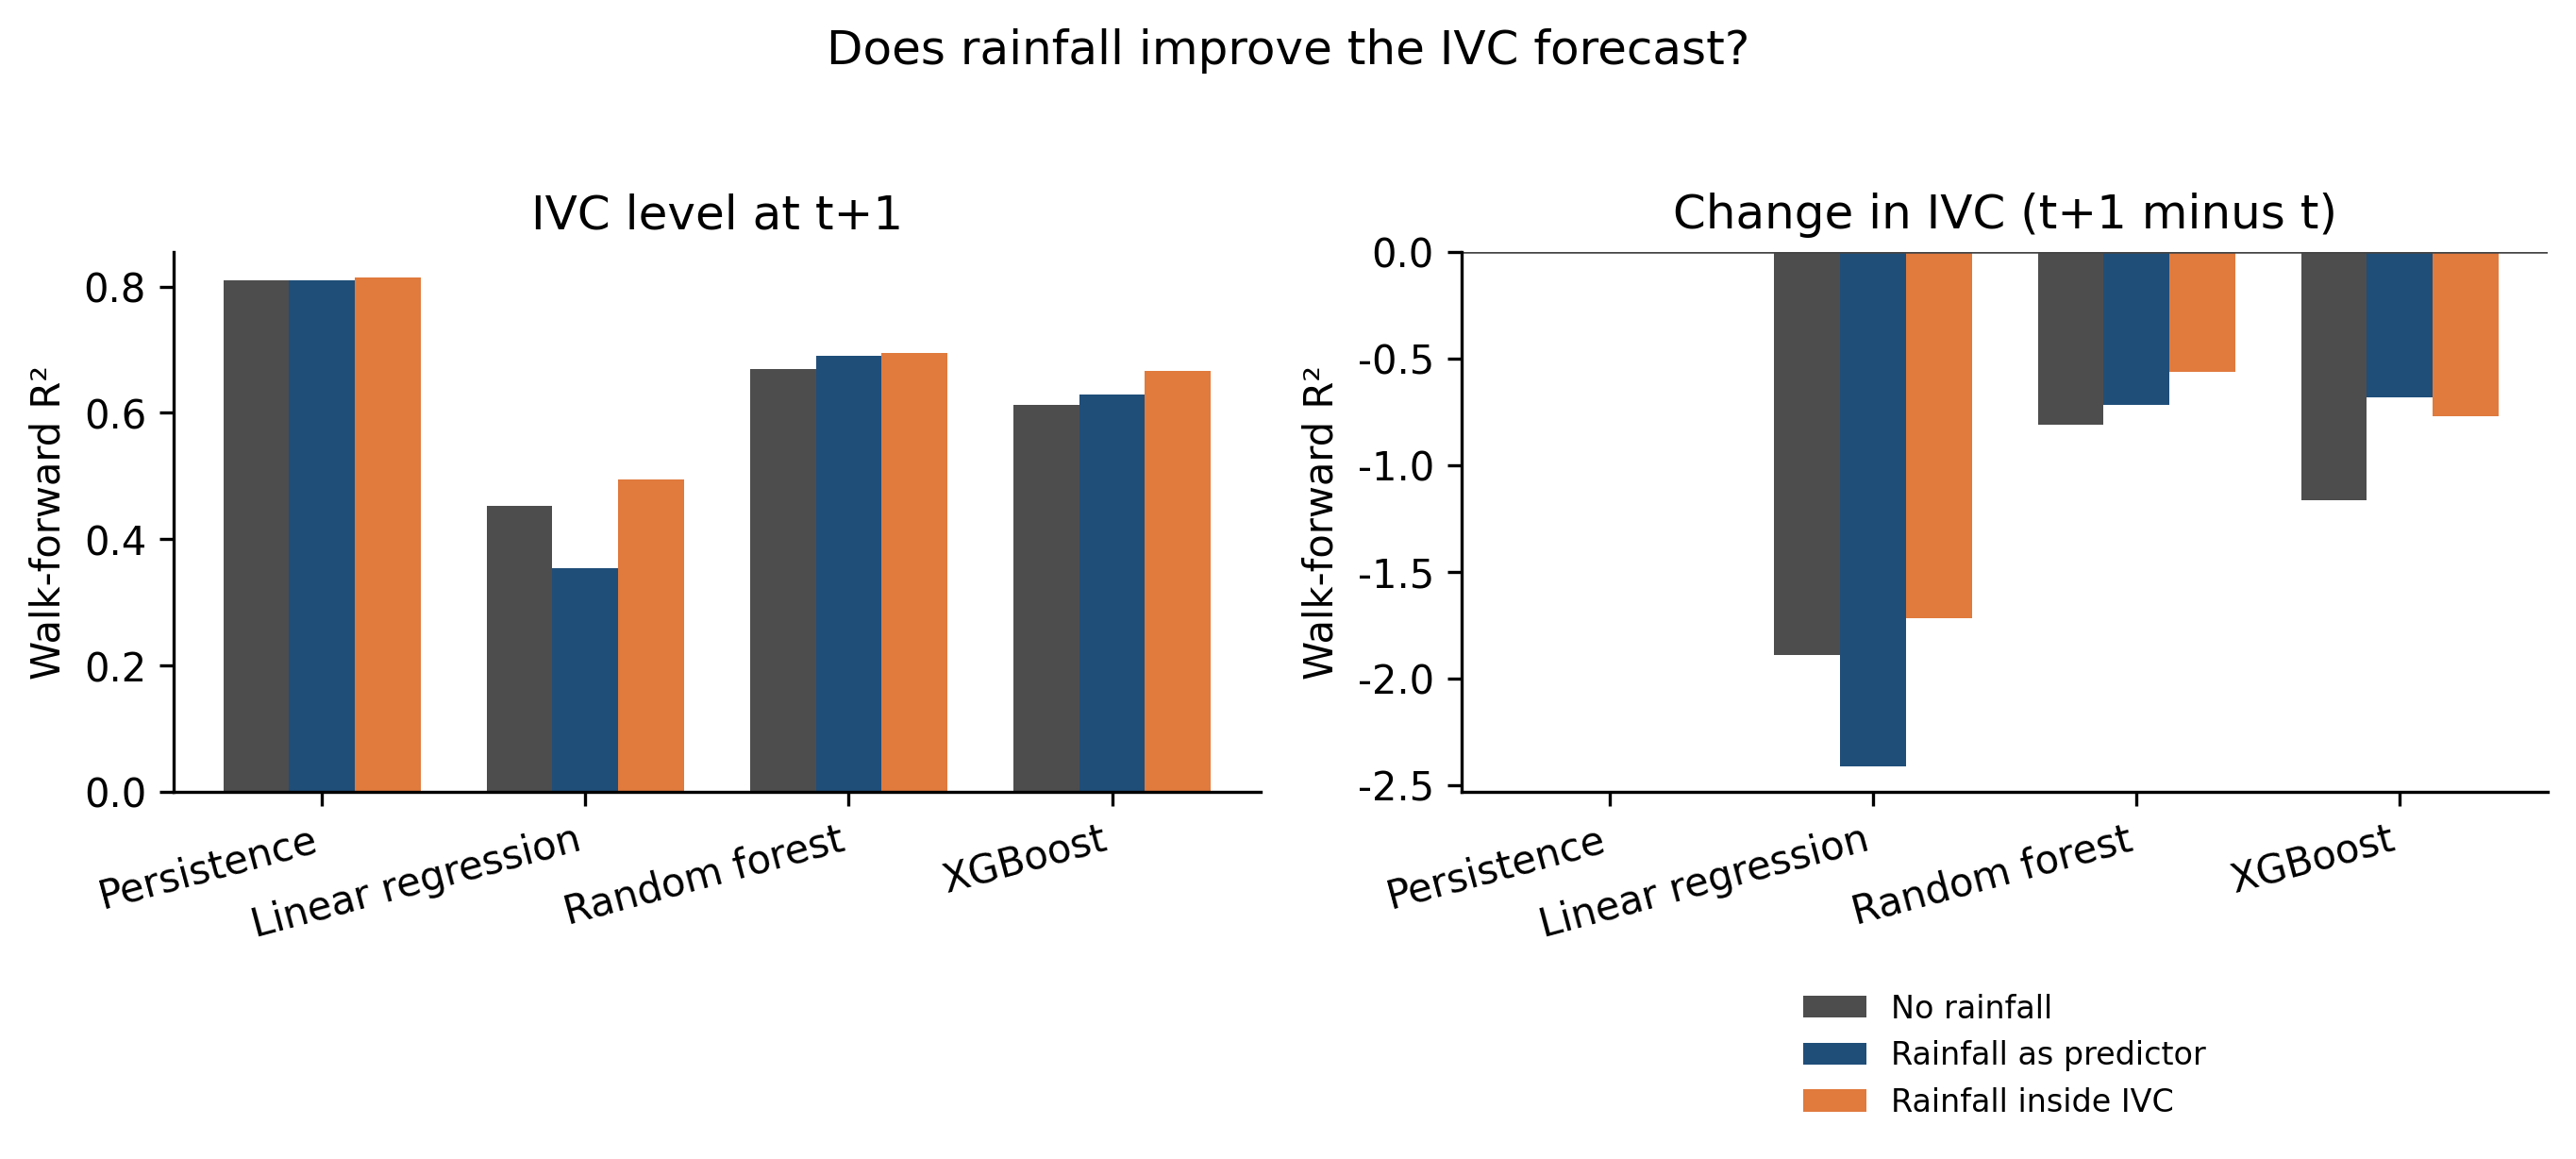 Does rainfall improve the IVC forecast?
IVC level at t+1
Walk-forward R²
0.8
0.6
0.4
0.2
0.0
Persistence
Linear regression
Random forest
XGBoost
Change in IVC (t+1 minus t)
Walk-forward R²
0.0
-0.5
-1.0
-1.5
-2.0
-2.5
Persistence
Linear regression
Random forest
XGBoost
No rainfall
Rainfall as predictor
Rainfall inside IVC